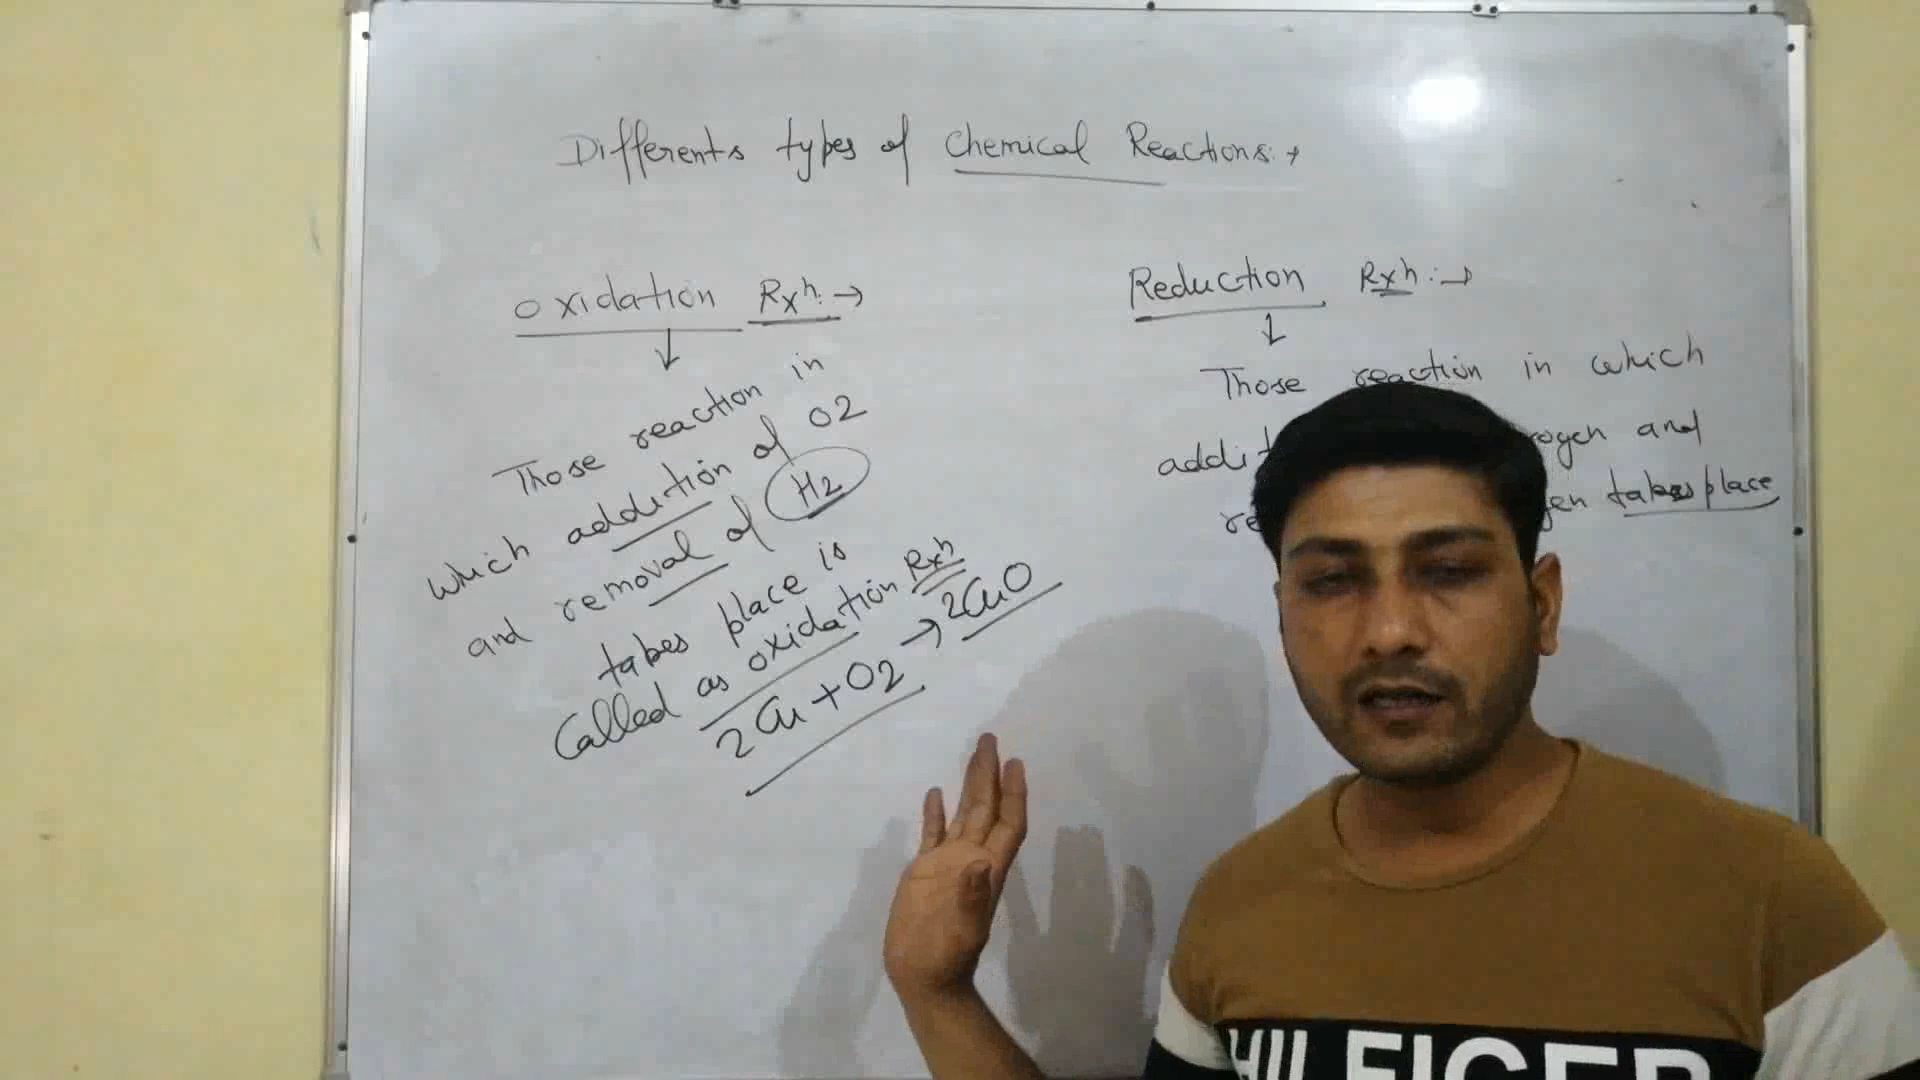 Differents types of Chemical Reactions:→
Oxidation Rxn:→
↓
Those reaction in
which addition of O2
and removal of H2
takes place is
Called as oxidation Rxn
2Cu + O2 → 2CuO
Reduction Rxn:→
↓
Those reaction in which
and
takes place
HILFIGER